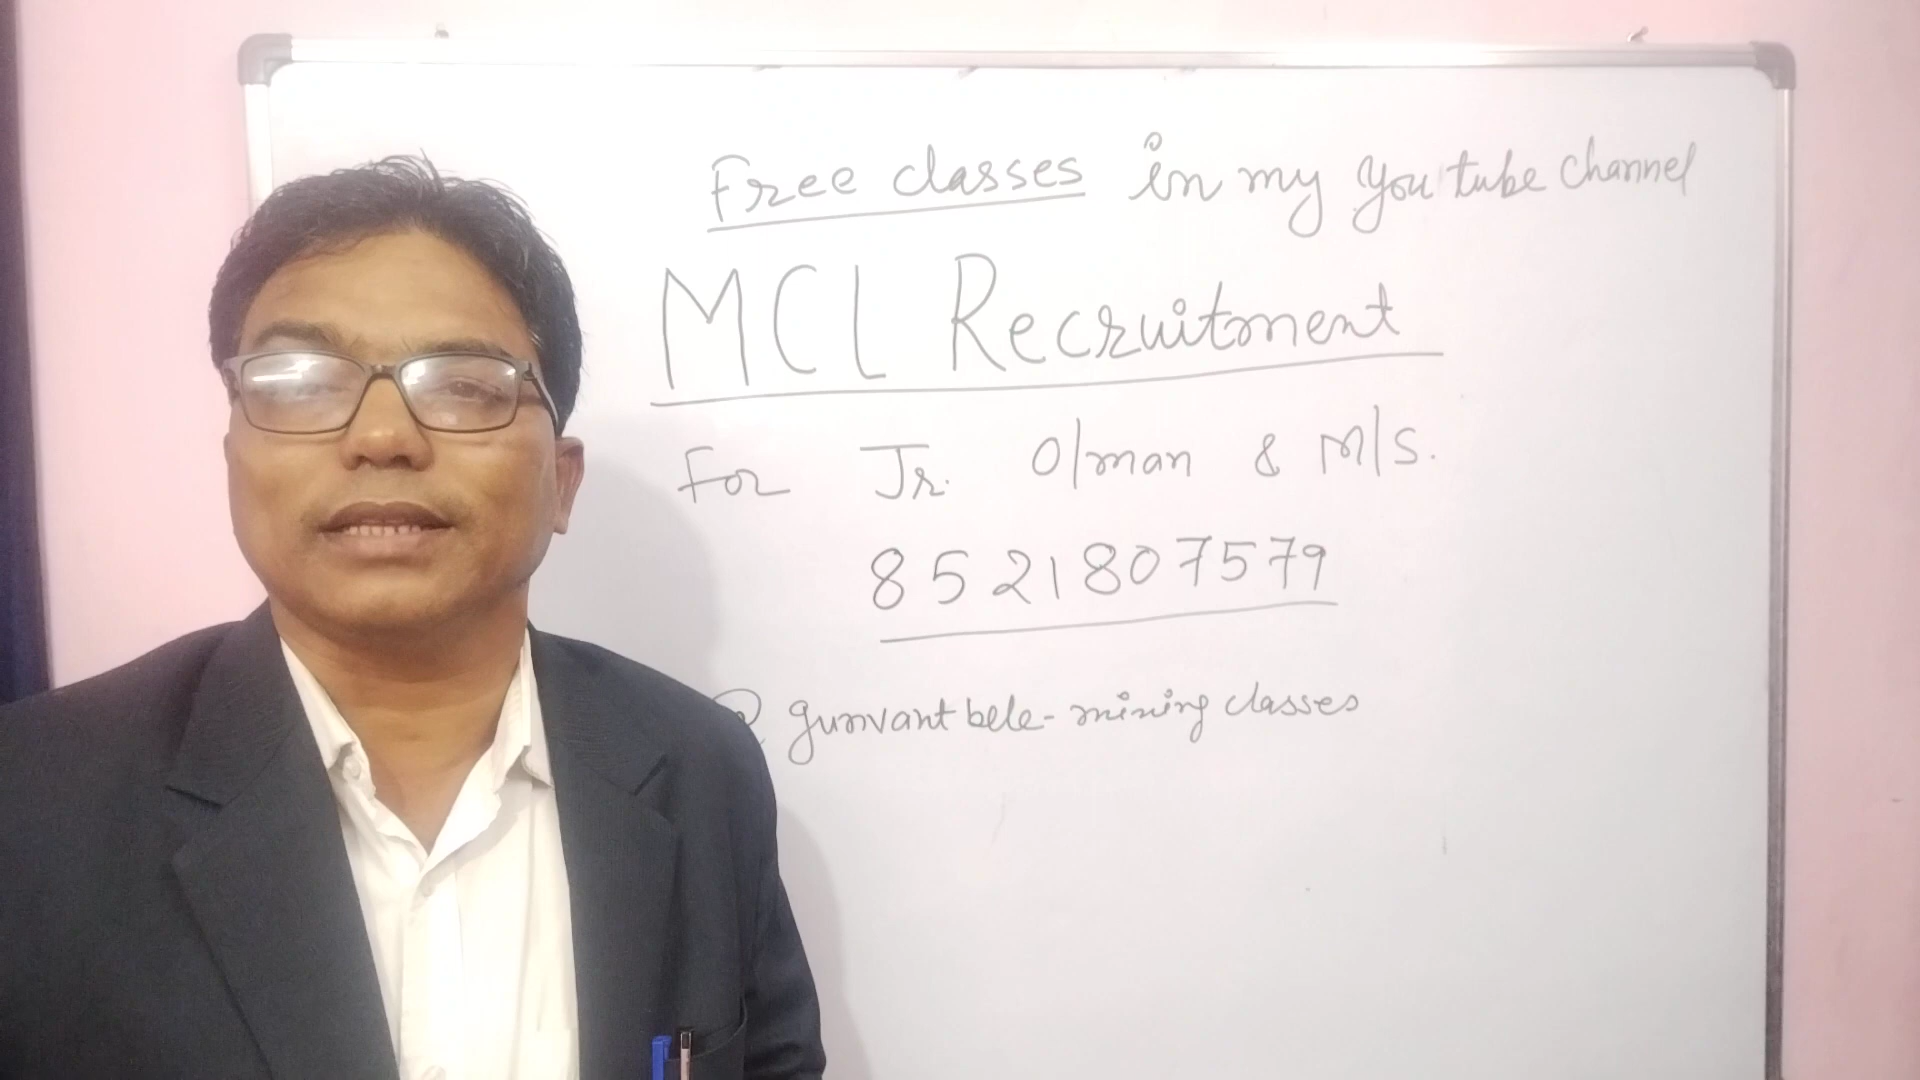 Free classes in my You tube channel
MCL Recruitment
For Jr. O/man & M/S.
8521807579
@ gunvant bele - mining classes